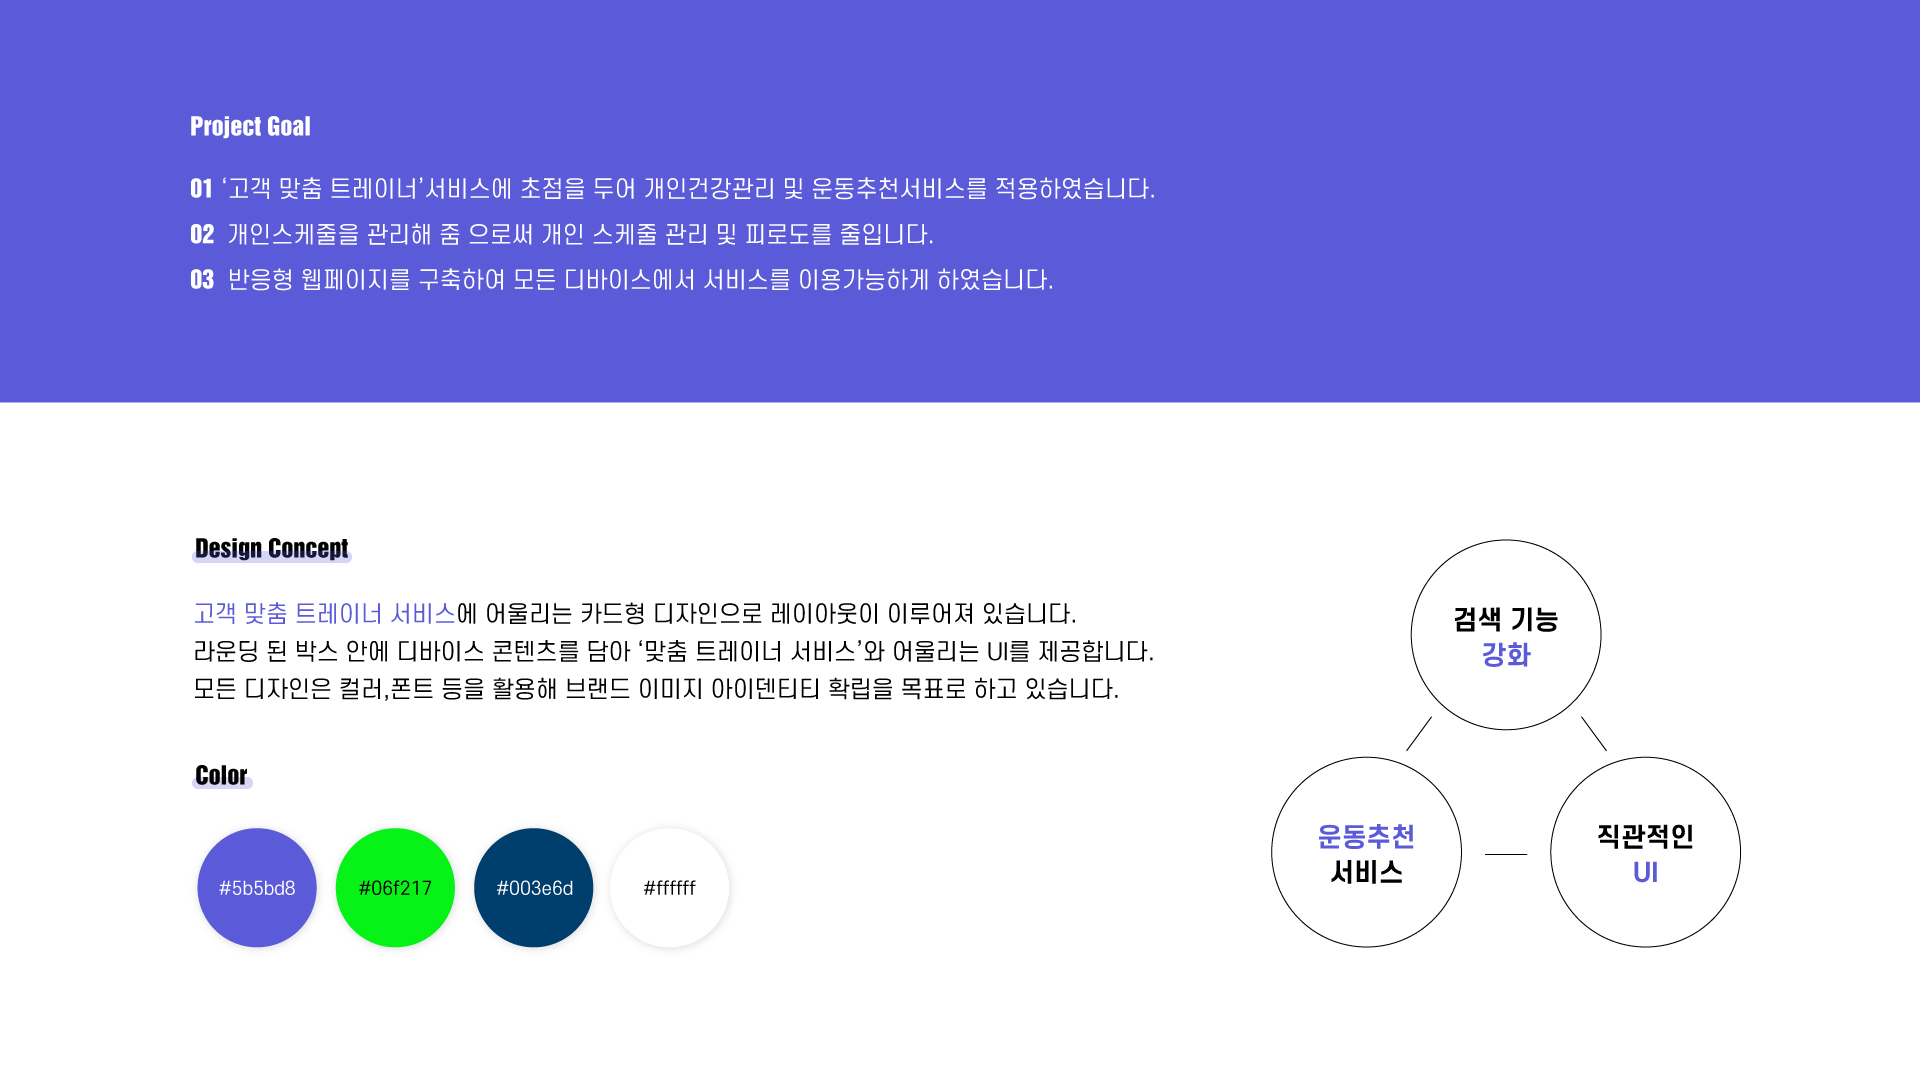 Project Goal
01 ‘고객 맞춤 트레이너’서비스에 초점을 두어 개인건강관리 및 운동추천서비스를 적용하였습니다.
02 개인스케줄을 관리해 줌 으로써 개인 스케줄 관리 및 피로도를 줄입니다.
03 반응형 웹페이지를 구축하여 모든 디바이스에서 서비스를 이용가능하게 하였습니다.
Design Concept
고객 맞춤 트레이너 서비스에 어울리는 카드형 디자인으로 레이아웃이 이루어져 있습니다.
라운딩 된 박스 안에 디바이스 콘텐츠를 담아 ‘맞춤 트레이너 서비스’와 어울리는 UI를 제공합니다.
모든 디자인은 컬러,폰트 등을 활용해 브랜드 이미지 아이덴티티 확립을 목표로 하고 있습니다.
Color
#5b5bd8
#06f217
#003e6d
#ffffff
검색 기능
강화
운동추천
서비스
직관적인
UI